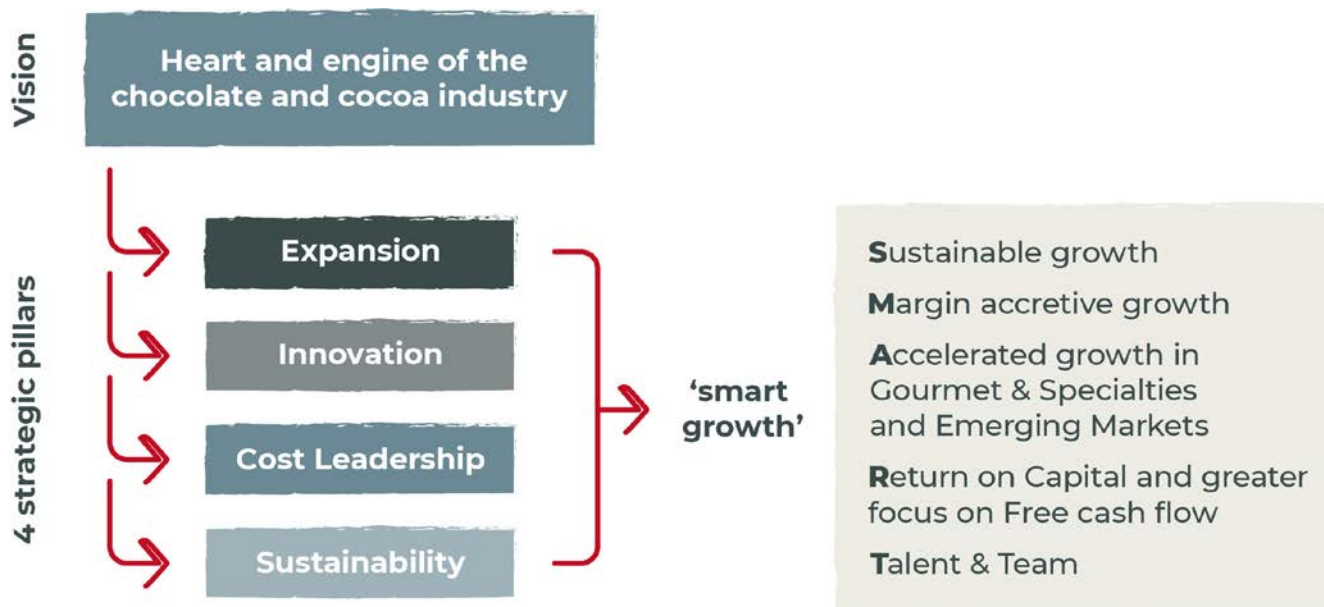 Vision
Heart and engine of the
chocolate and cocoa industry
4 strategic pillars
Expansion
Innovation
Cost Leadership
Sustainability
‘smart
growth’
Sustainable growth
Margin accretive growth
Accelerated growth in
Gourmet & Specialties
and Emerging Markets
Return on Capital and greater
focus on Free cash flow
Talent & Team